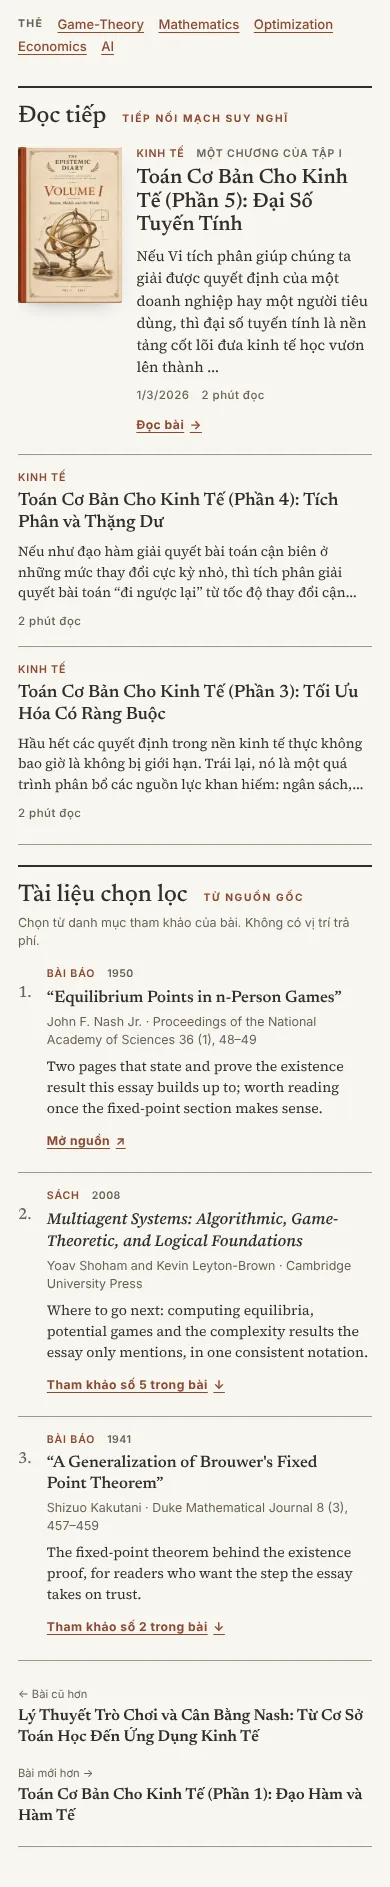 THẺ Game-Theory Mathematics Optimization
Economics AI
Đọc tiếp TIẾP NỐI MẠCH SUY NGHĨ
THE
EPISTEMIC
DIARY
VOLUME I
KINH TẾ MỘT CHƯƠNG CỦA TẬP I
Toán Cơ Bản Cho Kinh
Tế (Phần 5): Đại Số
Tuyến Tính
Nếu Vi tích phân giúp chúng ta
giải được quyết định của một
doanh nghiệp hay một người tiêu
dùng, thì đại số tuyến tính là nền
tảng cốt lõi đưa kinh tế học vươn
lên thành ...
1/3/2026 2 phút đọc
Đọc bài →
KINH TẾ
Toán Cơ Bản Cho Kinh Tế (Phần 4): Tích
Phân và Thặng Dư
Nếu như đạo hàm giải quyết bài toán cận biên ở
những mức thay đổi cực kỳ nhỏ, thì tích phân giải
quyết bài toán “đi ngược lại” từ tốc độ thay đổi cận...
2 phút đọc
KINH TẾ
Toán Cơ Bản Cho Kinh Tế (Phần 3): Tối Ưu
Hóa Có Ràng Buộc
Hầu hết các quyết định trong nền kinh tế thực không
bao giờ là không bị giới hạn. Trái lại, nó là một quá
trình phân bổ các nguồn lực khan hiếm: ngân sách,...
2 phút đọc
Tài liệu chọn lọc TỪ NGUỒN GỐC
Chọn từ danh mục tham khảo của bài. Không có vị trí trả
phí.
BÀI BÁO 1950
1. “Equilibrium Points in n-Person Games”
John F. Nash Jr. · Proceedings of the National
Academy of Sciences 36 (1), 48–49
Two pages that state and prove the existence
result this essay builds up to; worth reading
once the fixed-point section makes sense.
Mở nguồn ↗
SÁCH 2008
2. Multiagent Systems: Algorithmic, Game-
Theoretic, and Logical Foundations
Yoav Shoham and Kevin Leyton-Brown · Cambridge
University Press
Where to go next: computing equilibria,
potential games and the complexity results the
essay only mentions, in one consistent notation.
Tham khảo số 5 trong bài ↓
BÀI BÁO 1941
3. “A Generalization of Brouwer's Fixed
Point Theorem”
Shizuo Kakutani · Duke Mathematical Journal 8 (3),
457–459
The fixed-point theorem behind the existence
proof, for readers who want the step the essay
takes on trust.
Tham khảo số 2 trong bài ↓
← Bài cũ hơn
Lý Thuyết Trò Chơi và Cân Bằng Nash: Từ Cơ Sở
Toán Học Đến Ứng Dụng Kinh Tế
Bài mới hơn →
Toán Cơ Bản Cho Kinh Tế (Phần 1): Đạo Hàm và
Hàm Tế